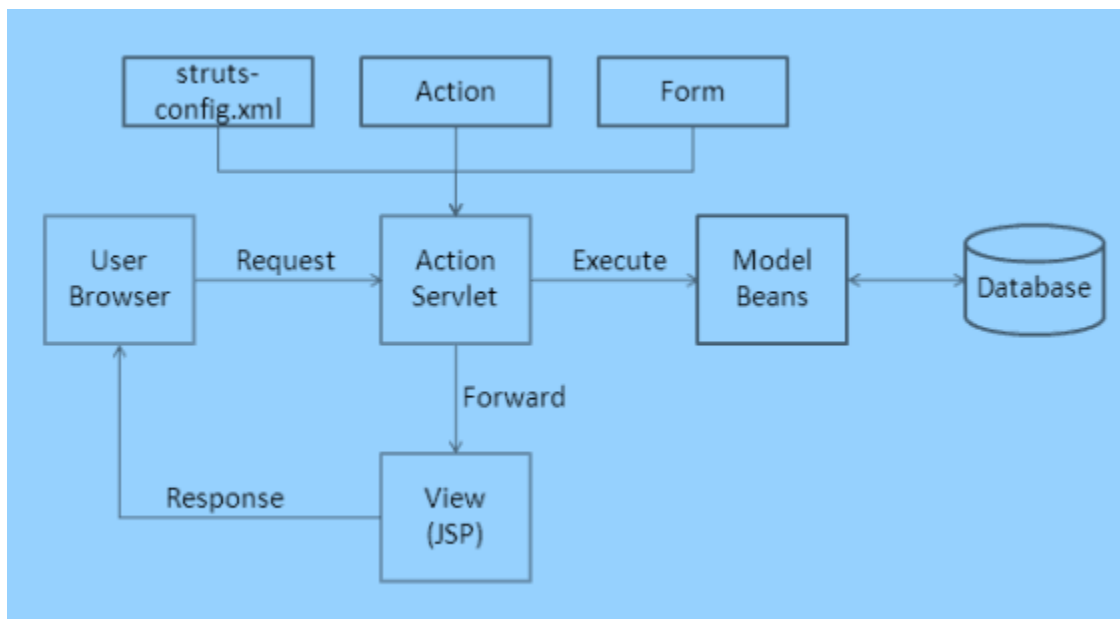 struts-
config.xml
Action
Form
User
Browser
Request
Action
Servlet
Execute
Model
Beans
Database
Forward
Response
View
(JSP)